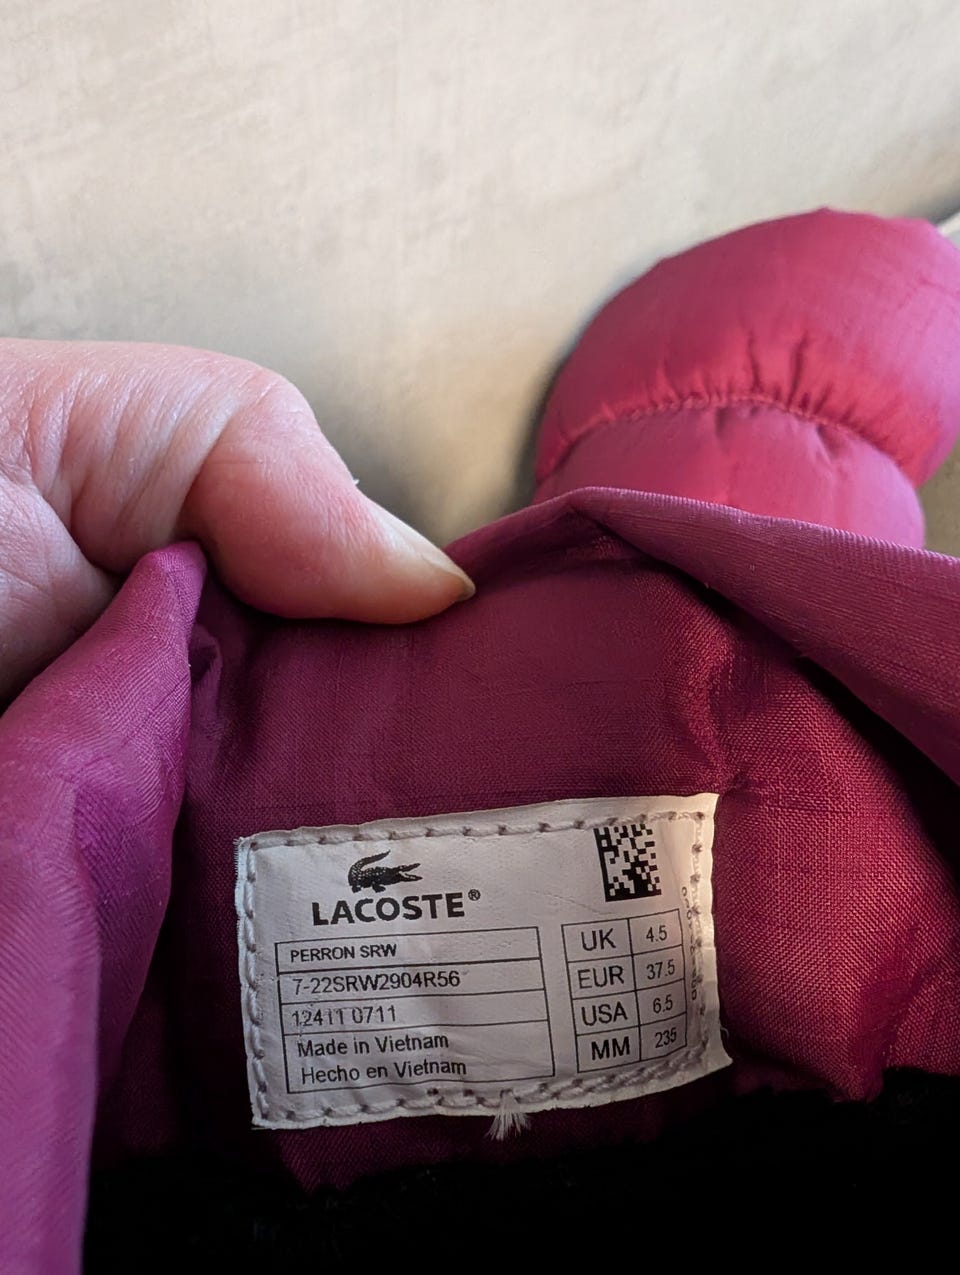 LACOSTE®
PERRON SRW
7-22SRW2904R56
12411 0711
Made in Vietnam
Hecho en Vietnam
UK 4.5
EUR 37.5
USA 6.5
MM 235